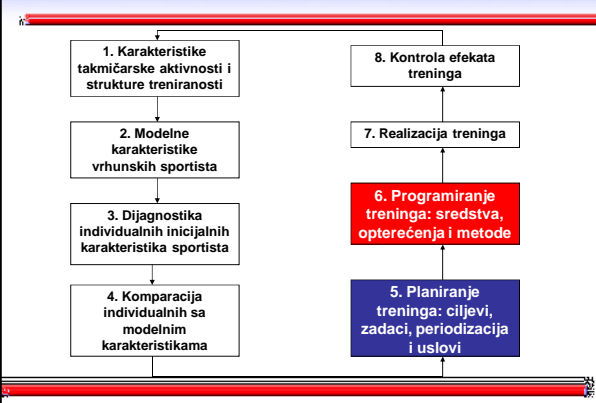 1. Karakteristike
takmičarske aktivnosti i
strukture treniranosti
2. Modelne
karakteristike
vrhunskih sportista
3. Dijagnostika
individualnih inicijalnih
karakteristika sportista
4. Komparacija
individualnih sa
modelnim
karakteristikama
5. Planiranje
treninga: ciljevi,
zadaci, periodizacija
i uslovi
6. Programiranje
treninga: sredstva,
opterećenja i metode
7. Realizacija treninga
8. Kontrola efekata
treninga